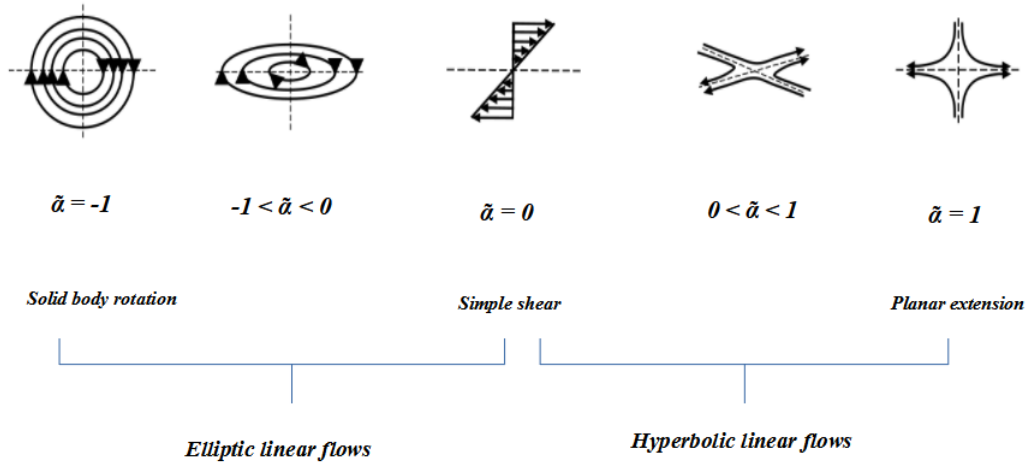 α̃ = -1
-1 < α̃ < 0
α̃ = 0
0 < α̃ < 1
α̃ = 1
Solid body rotation
Simple shear
Planar extension
Elliptic linear flows
Hyperbolic linear flows